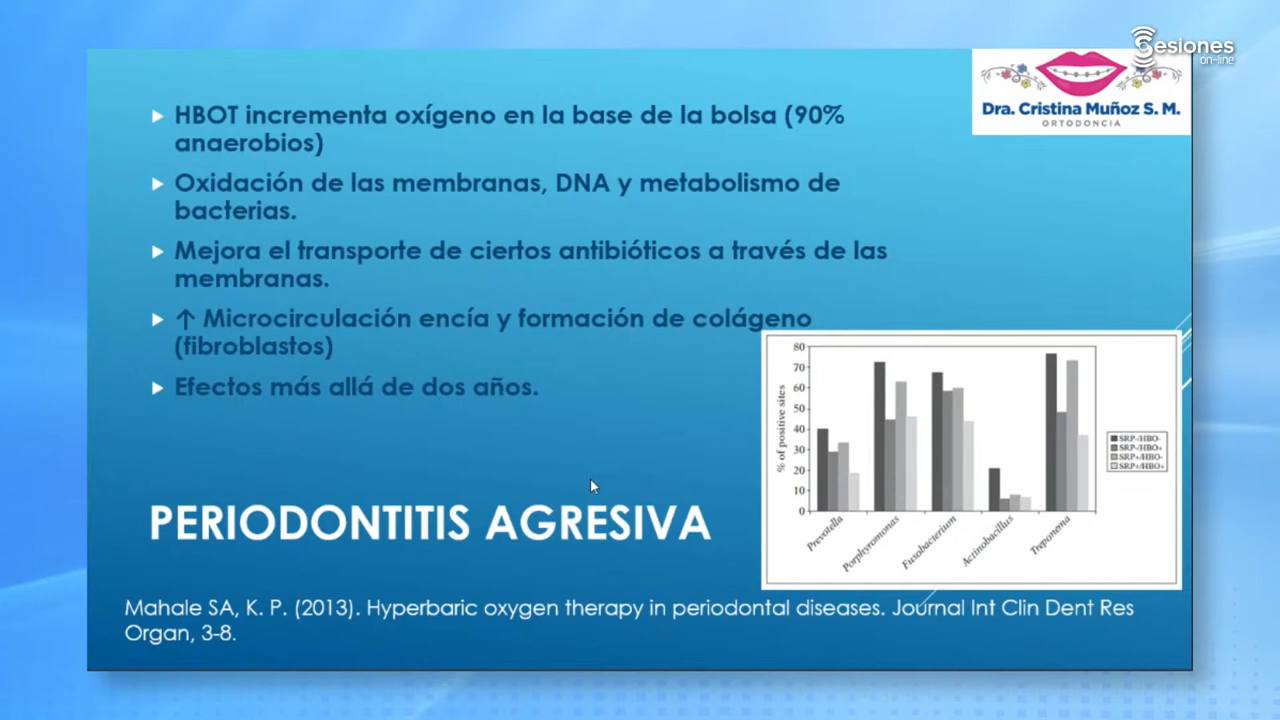 Sesiones
on-line
Dra. Cristina Muñoz S. M.
ORTODONCIA
HBOT incrementa oxígeno en la base de la bolsa (90%
anaerobios)
Oxidación de las membranas, DNA y metabolismo de
bacterias.
Mejora el transporte de ciertos antibióticos a través de las
membranas.
↑ Microcirculación encía y formación de colágeno
(fibroblastos)
Efectos más allá de dos años.
% of positive sites
80
70
60
50
40
30
20
10
0
Prevotella
Porphyromonas
Fusobacterium
Actinobacillus
Treponema
SRP-/HBO-
SRP-/HBO+
SRP+/HBO-
SRP+/HBO+
PERIODONTITIS AGRESIVA
Mahale SA, K. P. (2013). Hyperbaric oxygen therapy in periodontal diseases. Journal Int Clin Dent Res
Organ, 3-8.